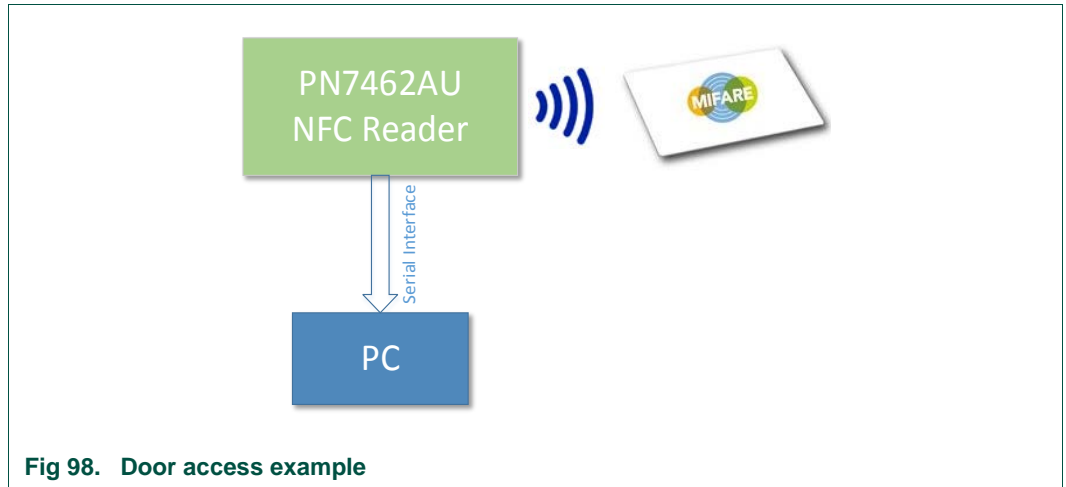 PN7462AU
NFC Reader
MIFARE
Serial Interface
PC
Fig 98. Door access example